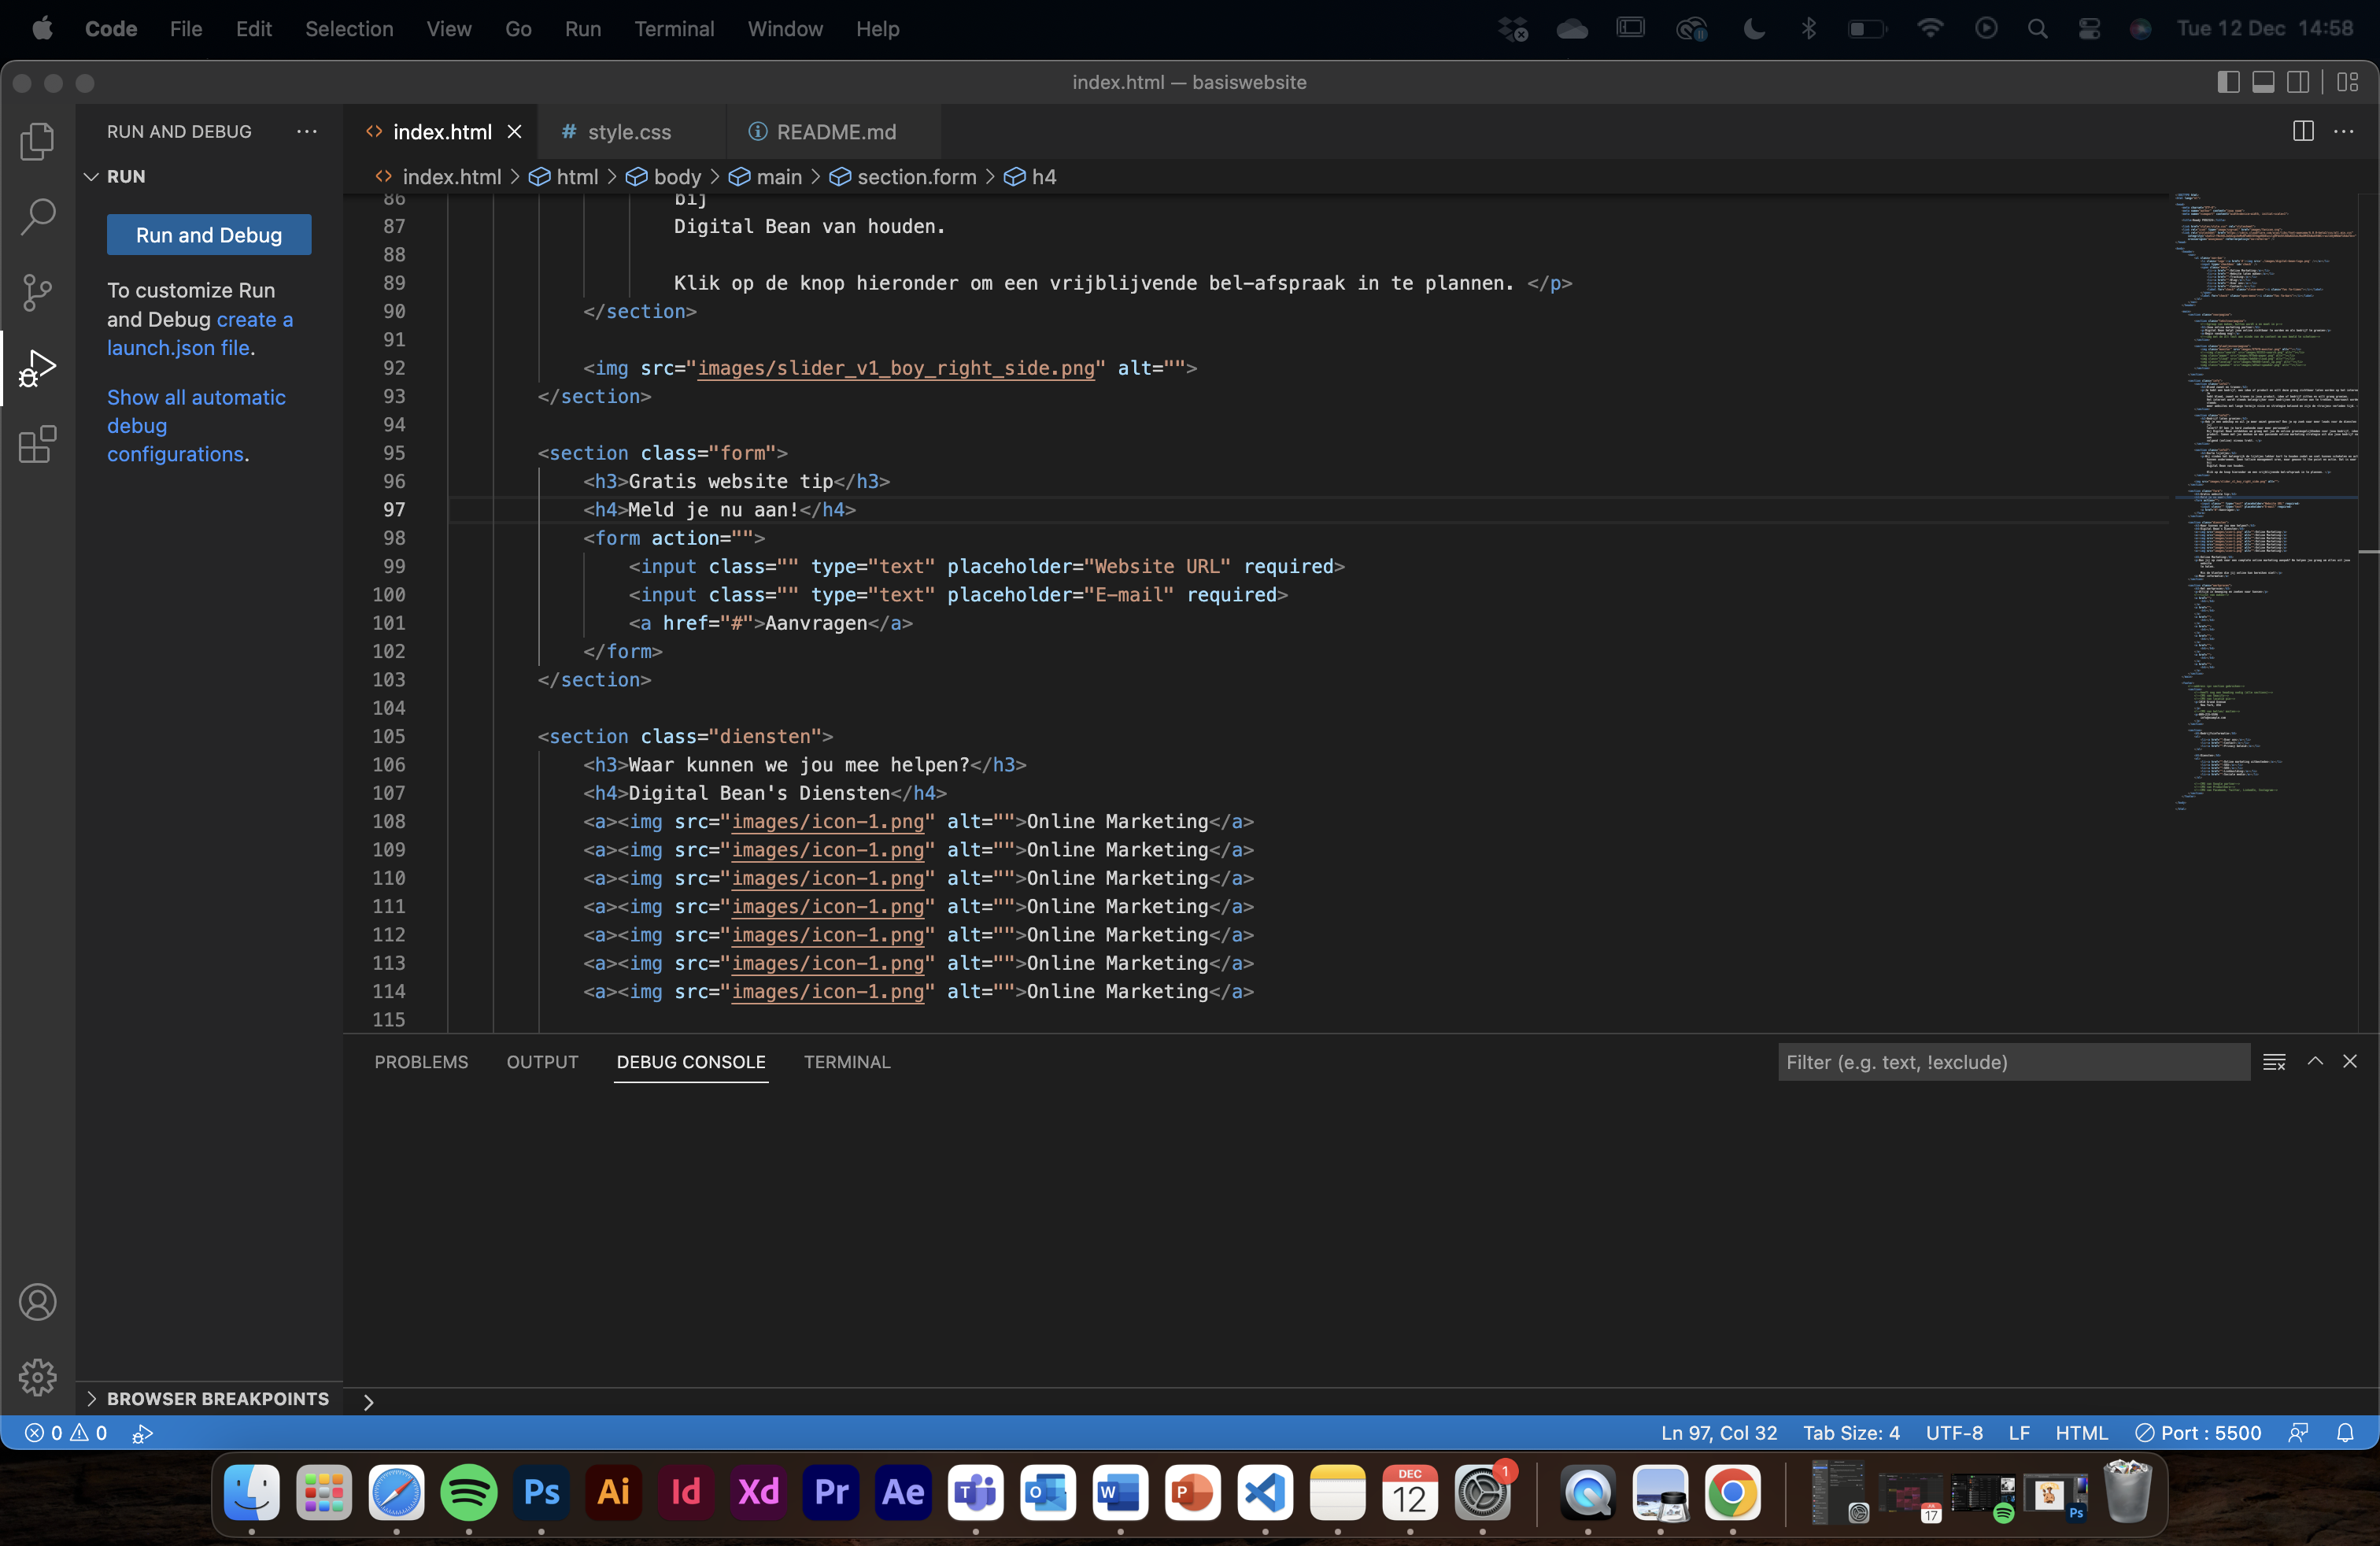 Code File Edit Selection View Go Run Terminal Window Help Tue 12 Dec 14:58
index.html — basiswebsite
RUN AND DEBUG
RUN
Run and Debug
To customize Run
and Debug create a
launch.json file.
Show all automatic
debug
configurations.
BROWSER BREAKPOINTS
index.html style.css README.md
index.html > html > body > main > section.form > h4
86 bij
87 Digital Bean van houden.
88
89 Klik op de knop hieronder om een vrijblijvende bel-afspraak in te plannen. </p>
90 </section>
91
92 <img src="images/slider_v1_boy_right_side.png" alt="">
93 </section>
94
95 <section class="form">
96 <h3>Gratis website tip</h3>
97 <h4>Meld je nu aan!</h4>
98 <form action="">
99 <input class="" type="text" placeholder="Website URL" required>
100 <input class="" type="text" placeholder="E-mail" required>
101 <a href="#">Aanvragen</a>
102 </form>
103 </section>
104
105 <section class="diensten">
106 <h3>Waar kunnen we jou mee helpen?</h3>
107 <h4>Digital Bean's Diensten</h4>
108 <a><img src="images/icon-1.png" alt="">Online Marketing</a>
109 <a><img src="images/icon-1.png" alt="">Online Marketing</a>
110 <a><img src="images/icon-1.png" alt="">Online Marketing</a>
111 <a><img src="images/icon-1.png" alt="">Online Marketing</a>
112 <a><img src="images/icon-1.png" alt="">Online Marketing</a>
113 <a><img src="images/icon-1.png" alt="">Online Marketing</a>
114 <a><img src="images/icon-1.png" alt="">Online Marketing</a>
115
PROBLEMS OUTPUT DEBUG CONSOLE TERMINAL Filter (e.g. text, !exclude)
0 0 Ln 97, Col 32 Tab Size: 4 UTF-8 LF HTML Port : 5500
Ps Ai Id Xd Pr Ae T O W P DEC 12 1 17 Ps